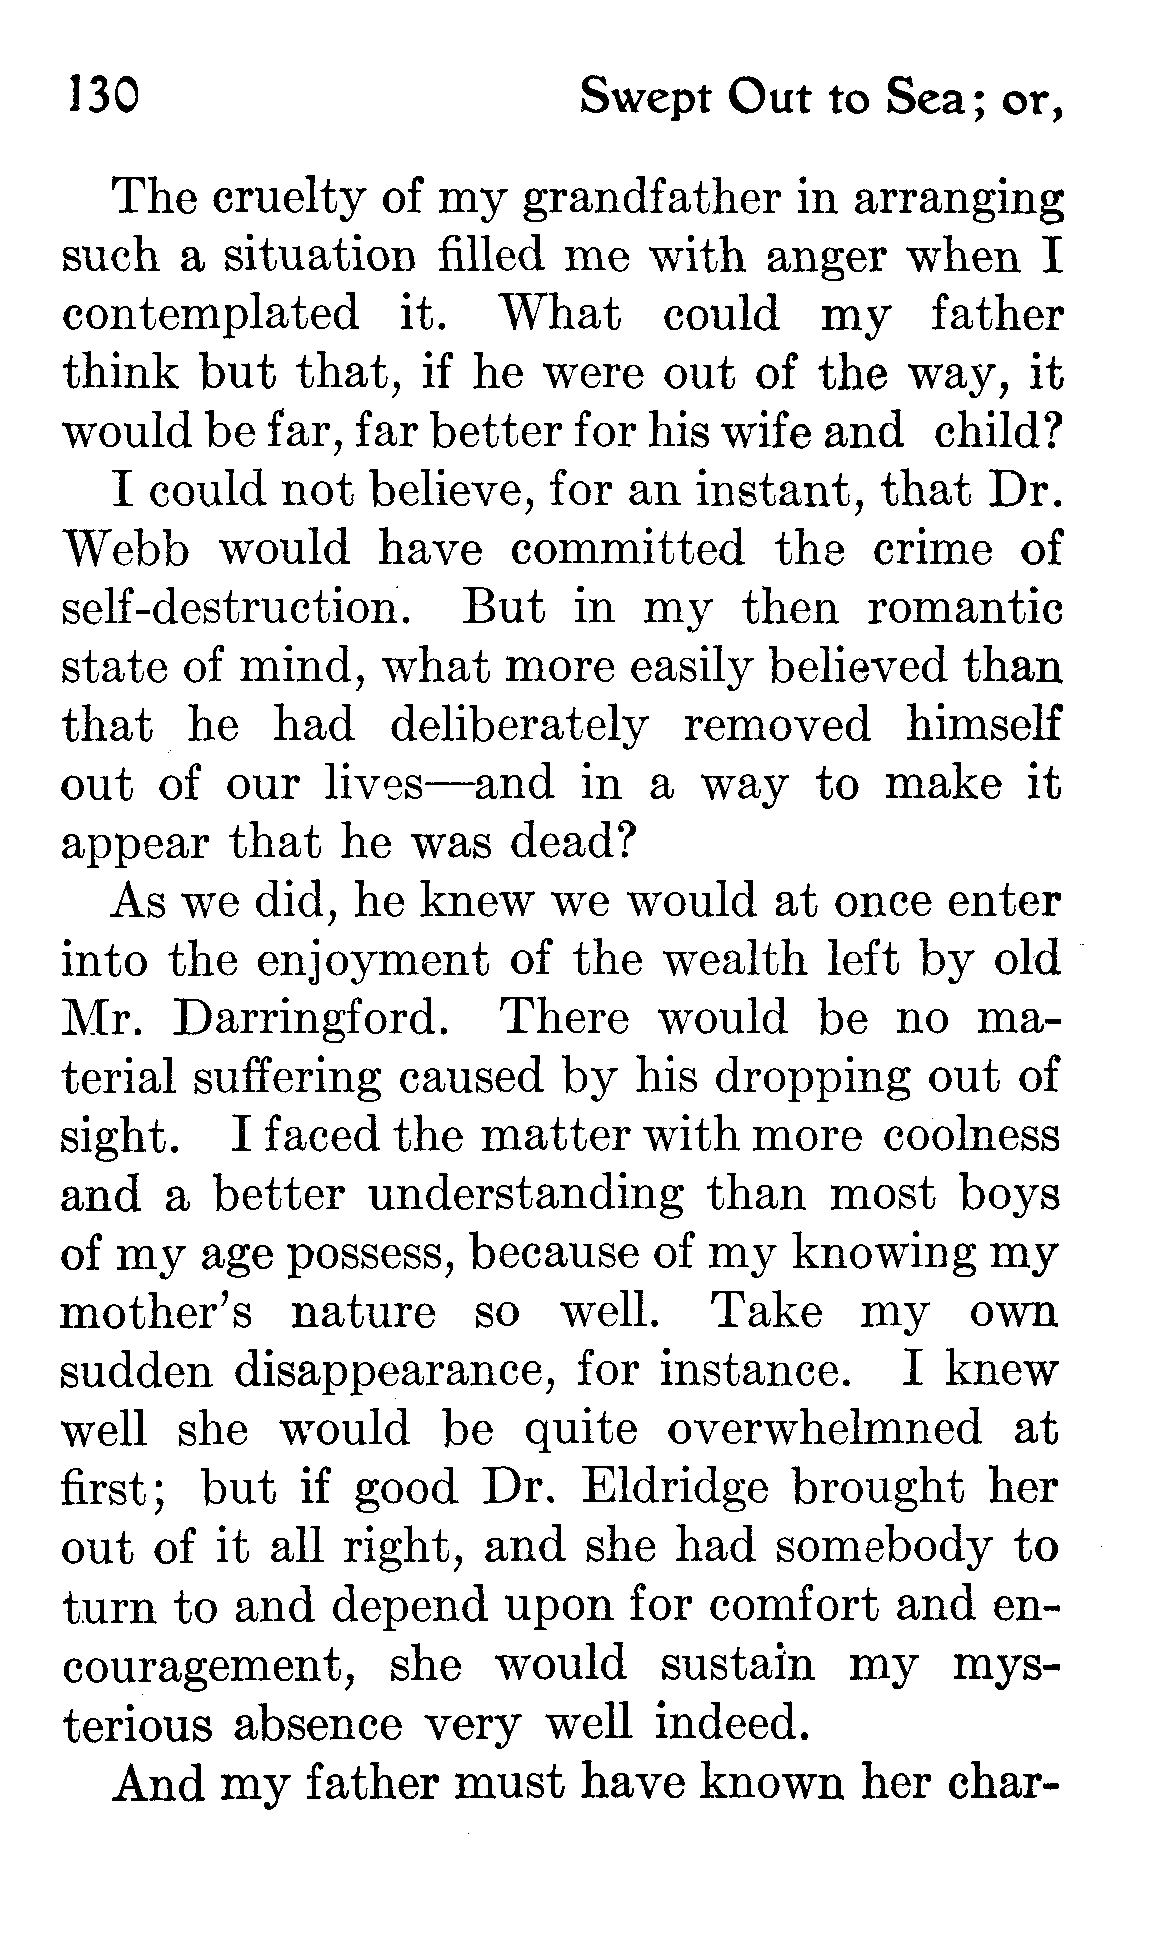 130 Swept Out to Sea; or,
The cruelty of my grandfather in arranging
such a situation filled me with anger when I
contemplated it. What could my father
think but that, if he were out of the way, it
would be far, far better for his wife and child?
I could not believe, for an instant, that Dr.
Webb would have committed the crime of
self-destruction. But in my then romantic
state of mind, what more easily believed than
that he had deliberately removed himself
out of our lives—and in a way to make it
appear that he was dead?
As we did, he knew we would at once enter
into the enjoyment of the wealth left by old
Mr. Darringford. There would be no ma-
terial suffering caused by his dropping out of
sight. I faced the matter with more coolness
and a better understanding than most boys
of my age possess, because of my knowing my
mother's nature so well. Take my own
sudden disappearance, for instance. I knew
well she would be quite overwhelmned at
first; but if good Dr. Eldridge brought her
out of it all right, and she had somebody to
turn to and depend upon for comfort and en-
couragement, she would sustain my mys-
terious absence very well indeed.
And my father must have known her char-